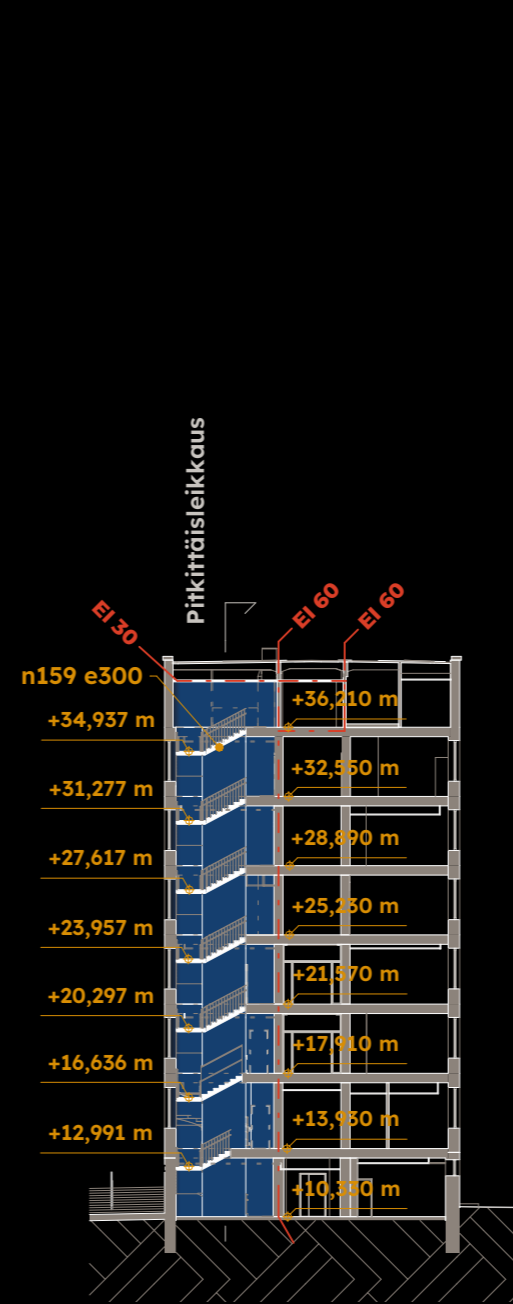 Pitkittäisleikkaus
EI 30
EI 60
EI 60
n159 e300
+36,210 m
+34,937 m
+32,550 m
+31,277 m
+28,890 m
+27,617 m
+25,230 m
+23,957 m
+21,570 m
+20,297 m
+17,910 m
+16,636 m
+13,930 m
+12,991 m
+10,330 m